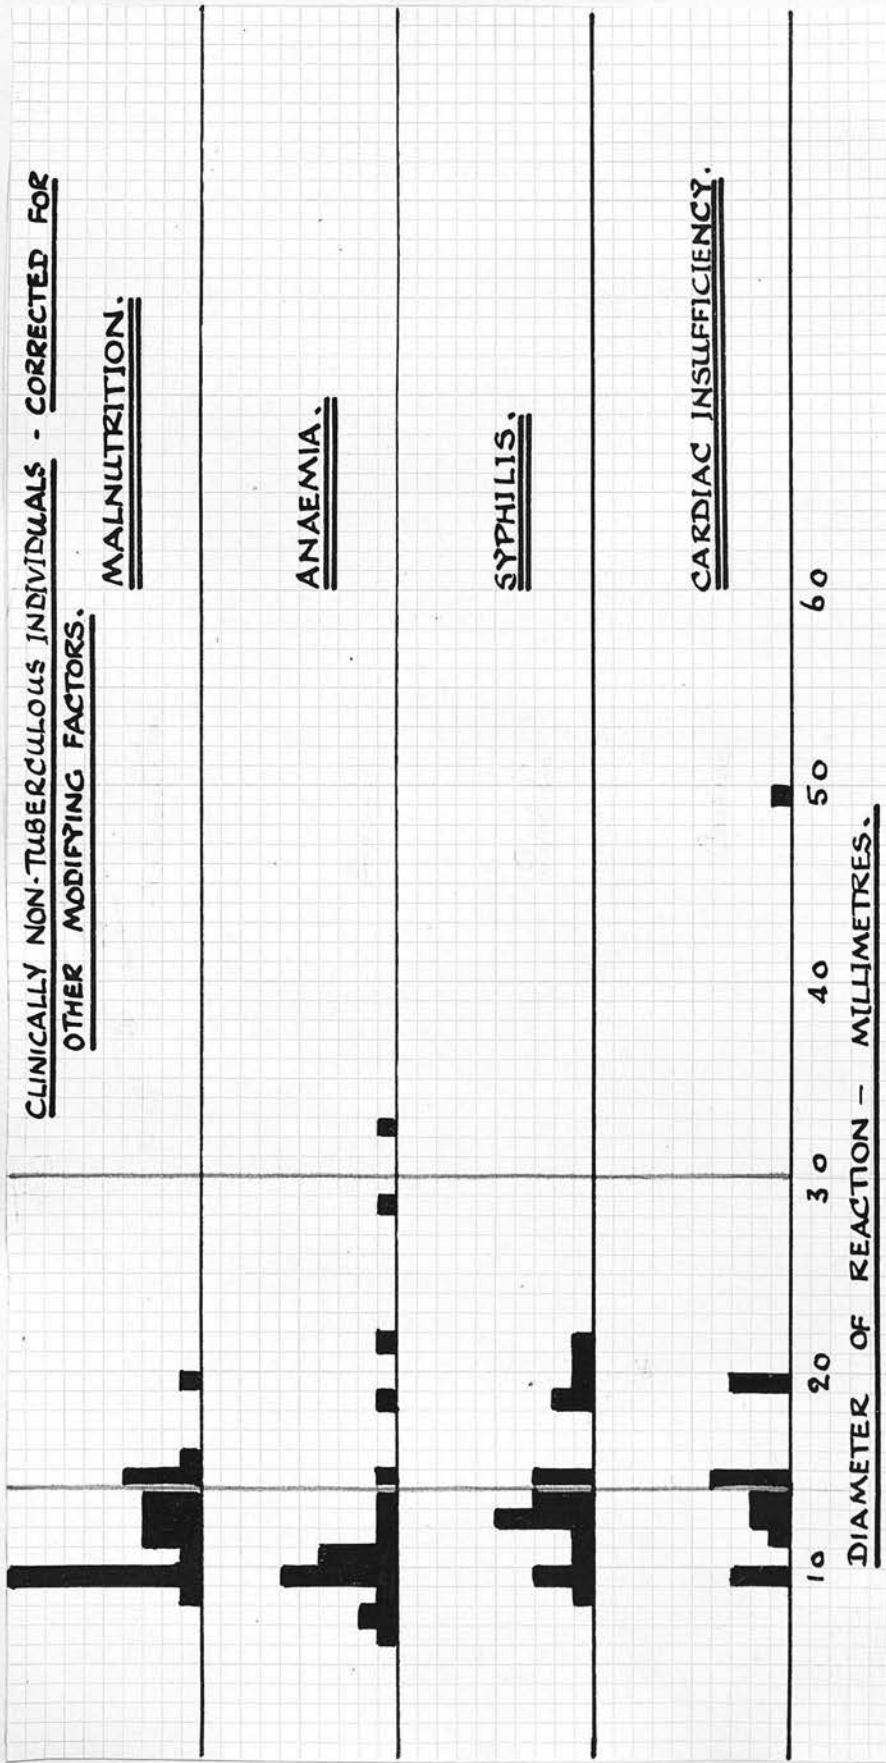 CLINICALLY NON-TUBERCULOUS INDIVIDUALS - CORRECTED FOR
OTHER MODIFYING FACTORS.
MALNUTRITION.
ANAEMIA.
SYPHILIS.
CARDIAC INSUFFICIENCY.
10 20 30 40 50 60
DIAMETER OF REACTION - MILLIMETRES.